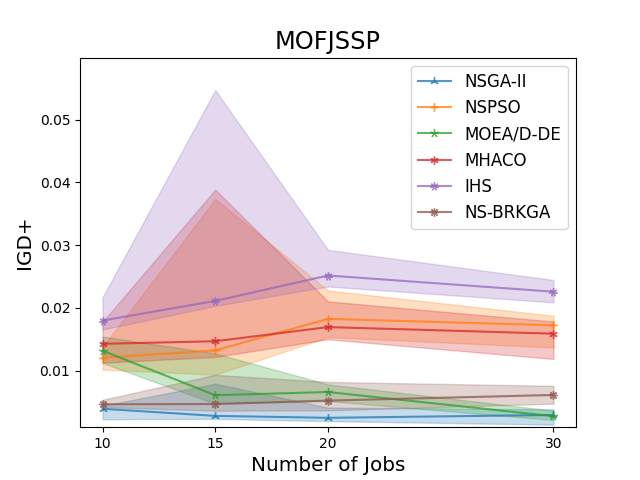 MOFJSSP
NSGA-II
NSPSO
MOEA/D-DE
MHACO
IHS
NS-BRKGA
IGD+
0.05
0.04
0.03
0.02
0.01
10
15
20
30
Number of Jobs